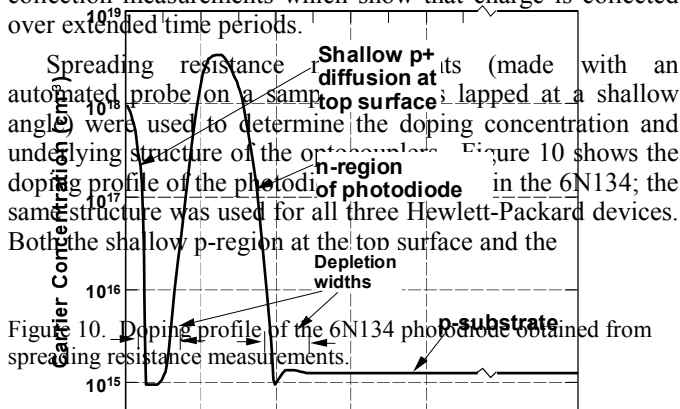 collection measurements which show that charge is collected
over extended time periods.
Spreading resistance ts (made with an
automated probe on a samp s lapped at a shallow
angle) were used to determine the doping concentration and
underlying structure of the optocouplers. Figure 10 shows the
doping profile of the photodi in the 6N134; the
same structure was used for all three Hewlett-Packard devices.
Both the shallow p-region at the top surface and the
Figure 10. Doping profile of the 6N134 photodiode obtained from
spreading resistance measurements.
Carrier Concentration (cm-3)
1019
1018
1017
1016
1015
Shallow p+
diffusion at
top surface
n-region
of photodiode
Depletion
widths
p-substrate